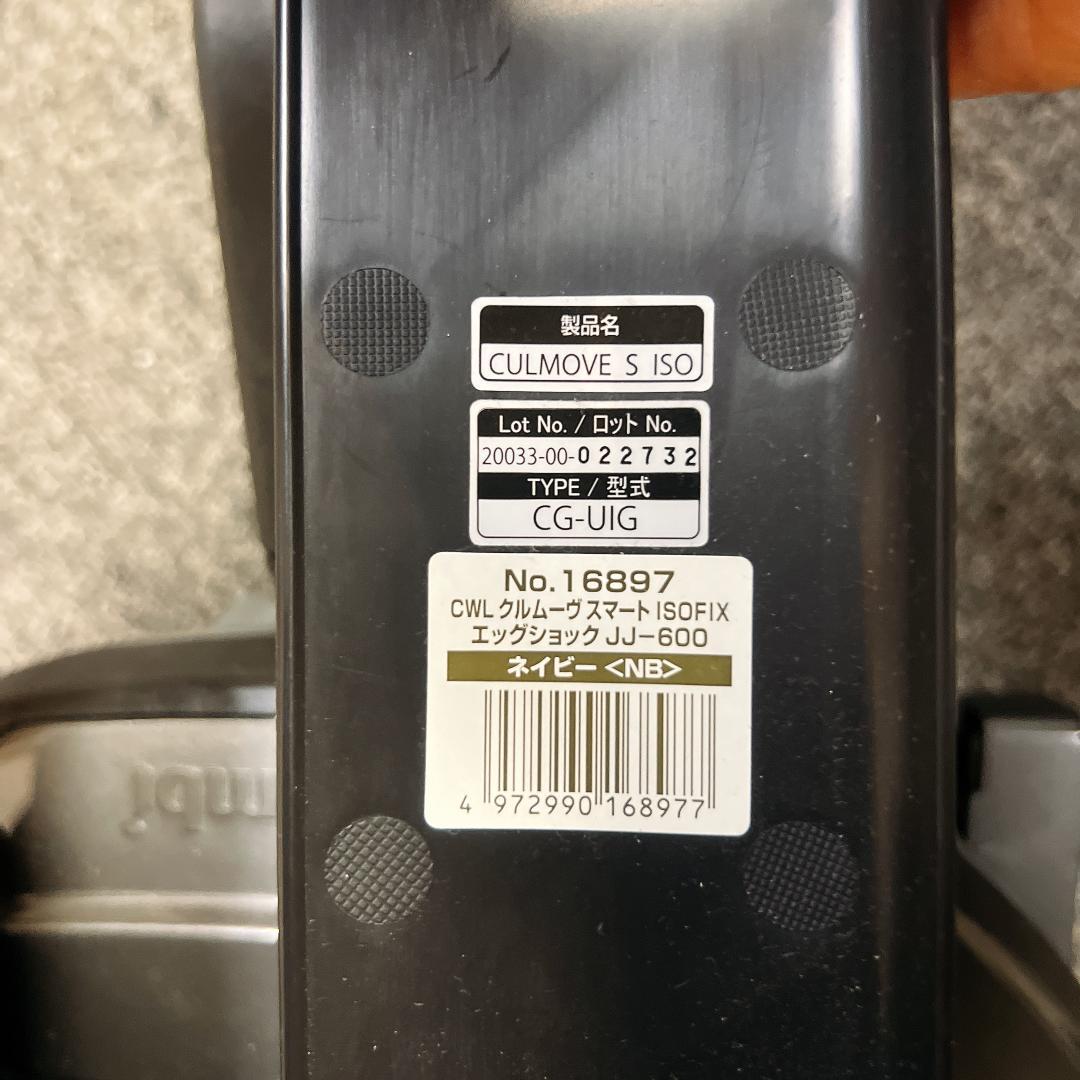 製品名
CULMOVE S ISO
Lot No. / ロット No.
20033-00-022732
TYPE / 型式
CG-UIG
No.16897
CWL クルムーヴ スマート ISOFIX
エッグショック JJ-600
ネイビー <NB>
4 972990 168977
mbi